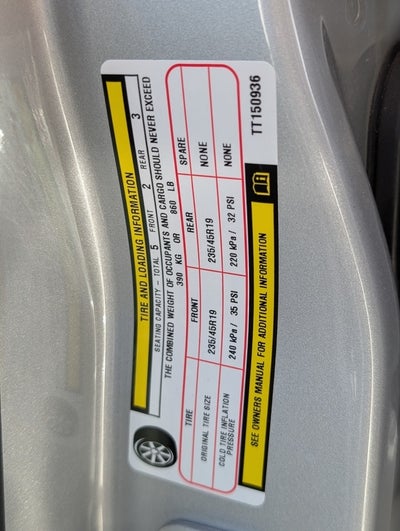 TIRE AND LOADING INFORMATION
SEATING CAPACITY - TOTAL 5 FRONT 2 REAR 3
THE COMBINED WEIGHT OF OCCUPANTS AND CARGO SHOULD NEVER EXCEED
390 KG OR 860 LB
TIRE FRONT REAR SPARE
ORIGINAL TIRE SIZE 235/45R19 235/45R19 NONE
COLD TIRE INFLATION PRESSURE 240 kPa / 35 PSI 220 kPa / 32 PSI NONE
SEE OWNERS MANUAL FOR ADDITIONAL INFORMATION
TT150936